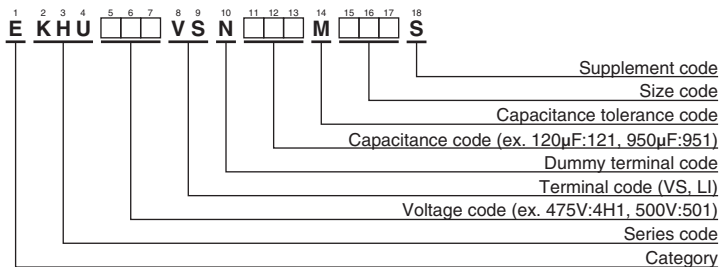 1 2 3 4 5 6 7 8 9 10 11 12 13 14 15 16 17 18
E KHU VS N M S
Supplement code
Size code
Capacitance tolerance code
Capacitance code (ex. 120μF:121, 950μF:951)
Dummy terminal code
Terminal code (VS, LI)
Voltage code (ex. 475V:4H1, 500V:501)
Series code
Category